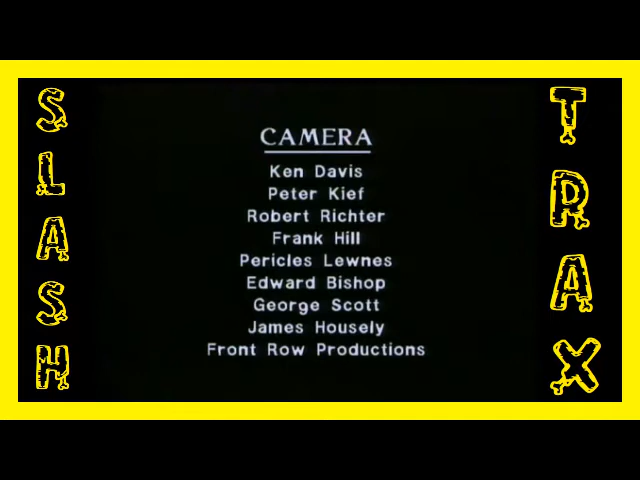 SLASH
TRAX
CAMERA
Ken Davis
Peter Kief
Robert Richter
Frank Hill
Pericles Lewnes
Edward Bishop
George Scott
James Housely
Front Row Productions